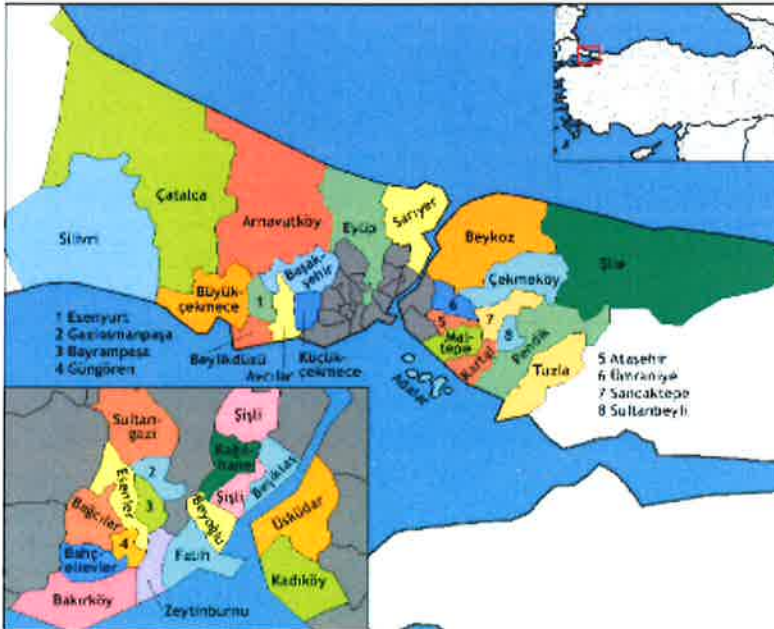 Silivri
Çatalca
Arnavutköy
Eyüp
Sarıyer
Büyük-
çekmece
Başak-
şehir
1
Beylikdüzü
Avcılar
Küçük-
çekmece
1 Esenyurt
2 Gaziosmanpaşa
3 Bayrampaşa
4 Güngören
Beykoz
Şile
Çekmeköy
6
5
7
8
Mal-
tepe
Kartal
Pendik
Tuzla
Adalar
5 Ataşehir
6 Ümraniye
7 Sancaktepe
8 Sultanbeyli
Sultan-
gazi
Şişli
Kağıt-
hane
Beşiktaş
Esenler
2
3
Şişli
Beyoğlu
Bağcılar
4
Bahç-
elievler
Fatih
Üsküdar
Kadıköy
Bakırköy
Zeytinburnu